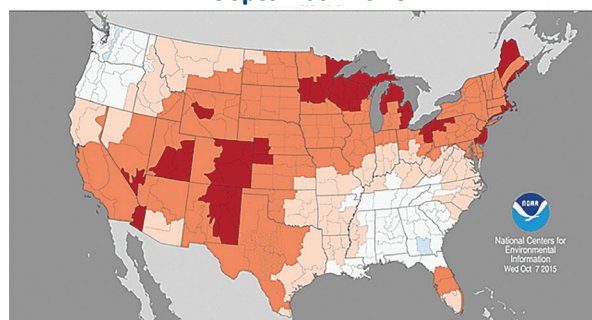 NOAA
National Centers for
Environmental
Information
Wed Oct 7 2015